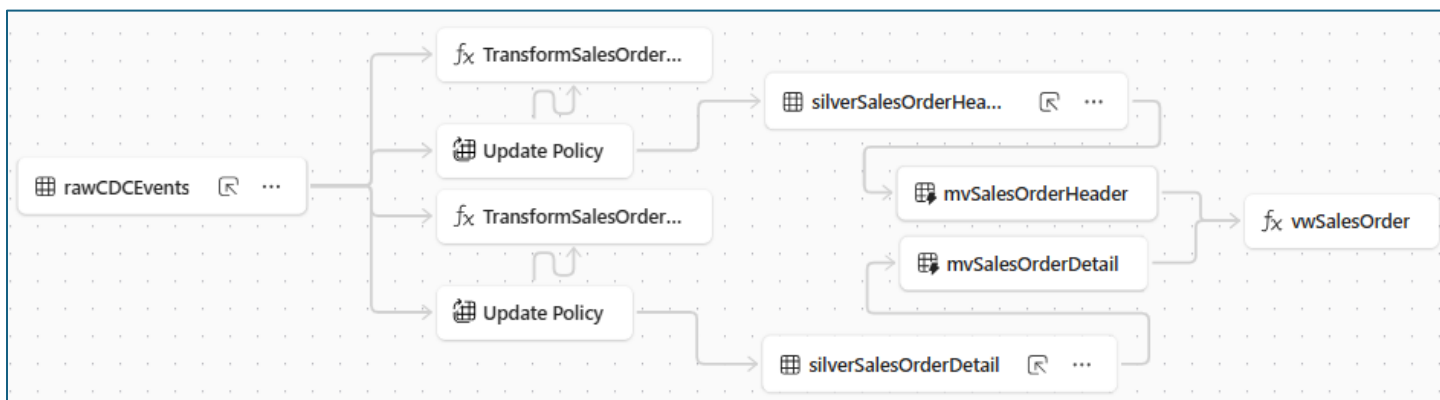 TransformSalesOrder...
silverSalesOrderHea...
Update Policy
rawCDCEvents
mvSalesOrderHeader
TransformSalesOrder...
vwSalesOrder
mvSalesOrderDetail
Update Policy
silverSalesOrderDetail